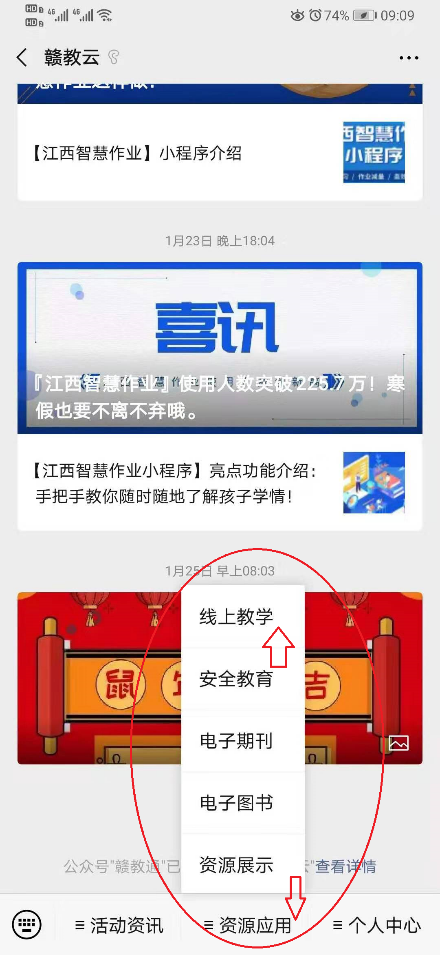 HD 1 4G 4G 74% 09:09
HD 2
赣教云
【江西智慧作业】小程序介绍
西智慧作
小程序
1月23日 晚上18:04
喜讯
『江西智慧作业』使用人数突破225.7万！寒
假也要不离不弃哦。
【江西智慧作业小程序】亮点功能介绍：
手把手教你随时随地了解孩子学情！
1月25日 早上08:03
鼠
吉
线上教学
安全教育
电子期刊
电子图书
资源展示
公众号"赣教通"已
查看详情
≡ 活动资讯 ≡ 资源应用 ≡ 个人中心